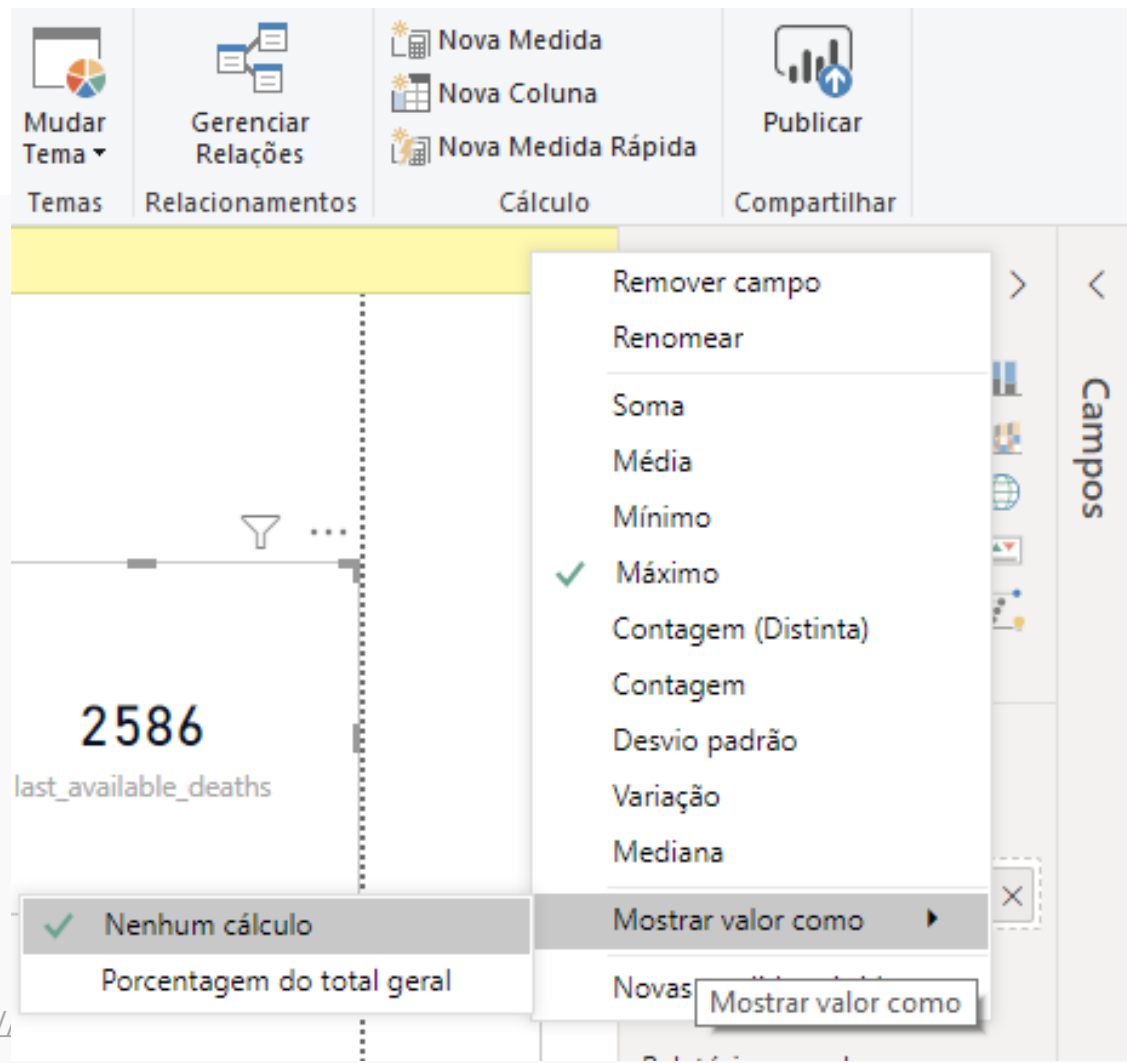 Mudar
Tema
Gerenciar
Relações
Nova Medida
Nova Coluna
Nova Medida Rápida
Publicar
Temas
Relacionamentos
Cálculo
Compartilhar
Remover campo
Renomear
Soma
Média
Mínimo
Máximo
Contagem (Distinta)
Contagem
Desvio padrão
Variação
Mediana
Mostrar valor como
Novas
Mostrar valor como
Nenhum cálculo
Porcentagem do total geral
2586
last_available_deaths
Campos